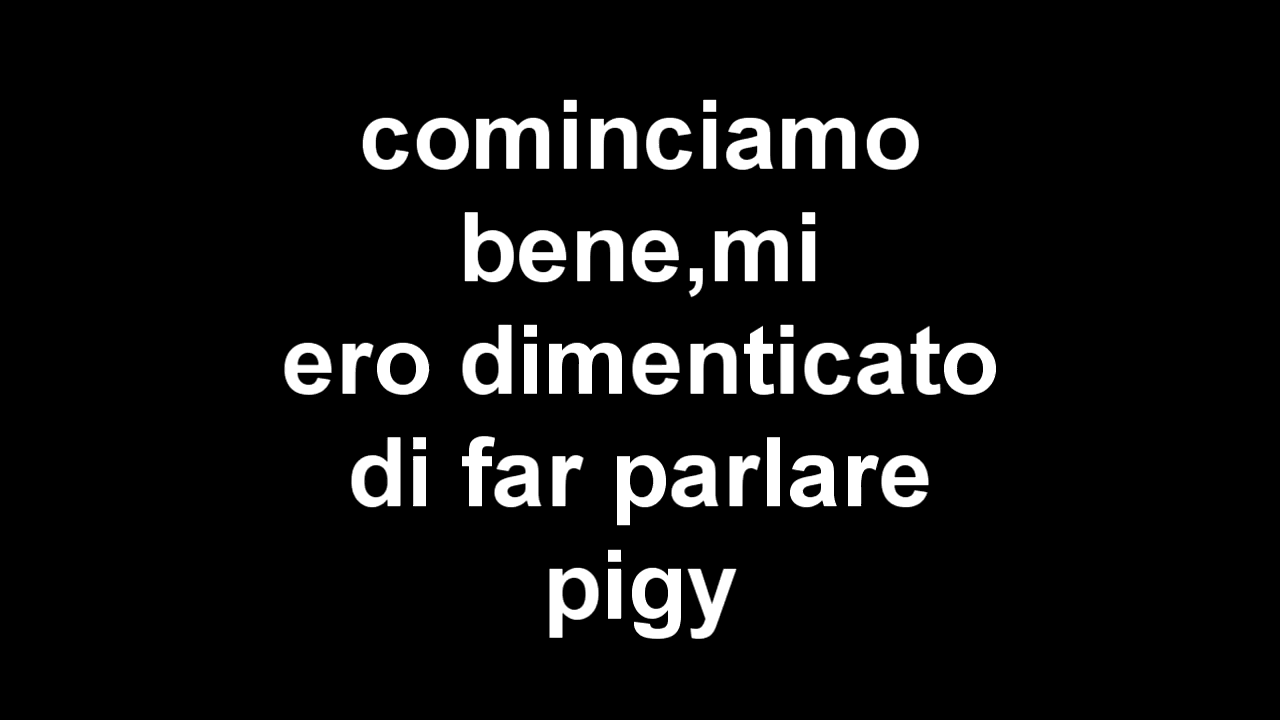 cominciamo
bene,mi
ero dimenticato
di far parlare
pigy